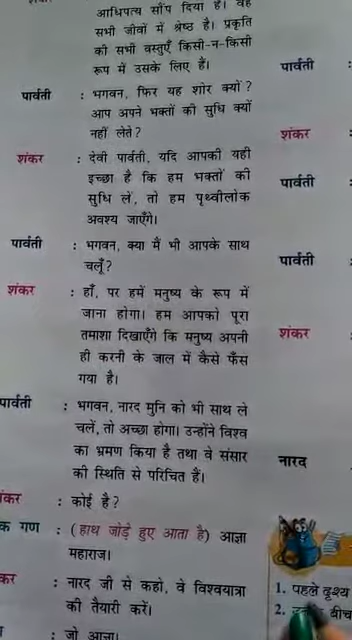 आधिपत्य सौंप दिया है। वह
सभी जीवों में श्रेष्ठ है। प्रकृति
की सभी वस्तुएँ किसी-न-किसी
रूप में उसके लिए हैं।
पार्वती : भगवन, फिर यह शोर क्यों?
आप अपने भक्तों की सुधि क्यों
नहीं लेते?
शंकर : देवी पार्वती, यदि आपकी यही
इच्छा है कि हम भक्तों की
सुधि लें, तो हम पृथ्वीलोक
अवश्य जाएँगे।
पार्वती : भगवन, क्या मैं भी आपके साथ
चलूँ?
शंकर : हाँ, पर हमें मनुष्य के रूप में
जाना होगा। हम आपको पूरा
तमाशा दिखाएँगे कि मनुष्य अपनी
ही करनी के जाल में कैसे फँस
गया है।
पार्वती : भगवन, नारद मुनि को भी साथ ले
चलें, तो अच्छा होगा। उन्होंने विश्व
का भ्रमण किया है तथा वे संसार
की स्थिति से परिचित हैं।
शंकर : कोई है?
क गण : (हाथ जोड़े हुए आता है) आज्ञा
महाराज।
कर : नारद जी से कहो, वे विश्वयात्रा
की तैयारी करें।
: जो आज्ञा।
पार्वती :
शंकर :
पार्वती :
पार्वती
शंकर
नारद
1. पहले दृश्य
2. बीच